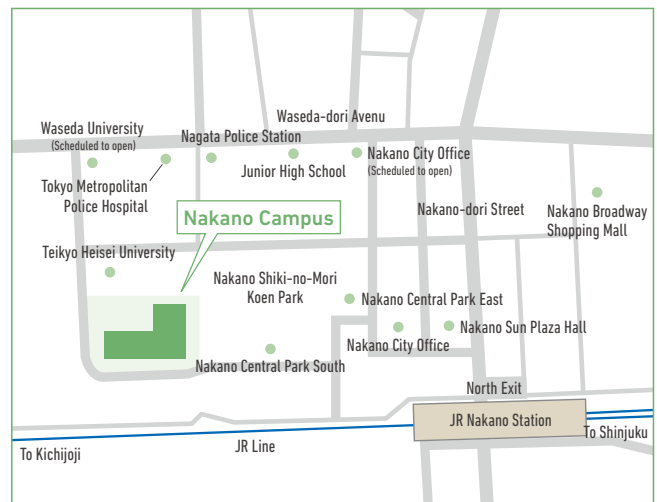 Waseda-dori Avenu
Waseda University
(Scheduled to open)
Nagata Police Station
Tokyo Metropolitan
Police Hospital
Junior High School
Nakano City Office
(Scheduled to open)
Nakano Campus
Nakano-dori Street
Nakano Broadway
Shopping Mall
Teikyo Heisei University
Nakano Shiki-no-Mori
Koen Park
Nakano Central Park East
Nakano Sun Plaza Hall
Nakano City Office
Nakano Central Park South
North Exit
JR Nakano Station
To Shinjuku
JR Line
To Kichijoji